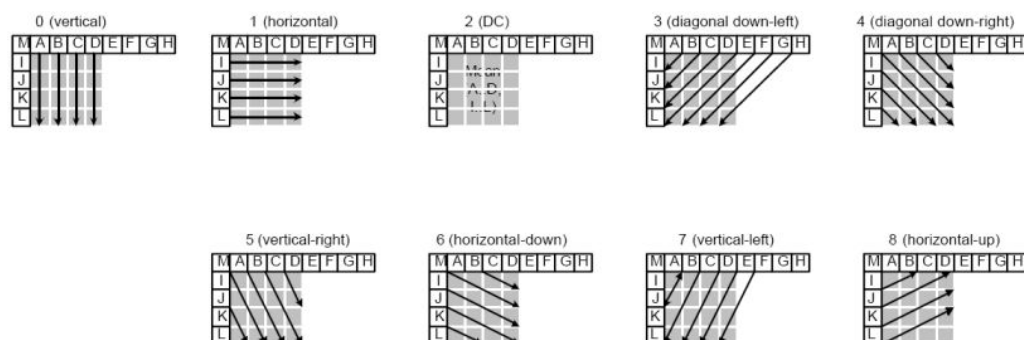 0 (vertical)
1 (horizontal)
2 (DC)
3 (diagonal down-left)
4 (diagonal down-right)
M A B C D E F G H
M A B C D E F G H
M A B C D E F G H
M A B C D E F G H
M A B C D E F G H
I
I
I
I
I
J
J
J
J
J
K
K
K
K
K
L
L
L
L
L
Mean
A..D,
I..L)
5 (vertical-right)
6 (horizontal-down)
7 (vertical-left)
8 (horizontal-up)
M A B C D E F G H
M A B C D E F G H
M A B C D E F G H
M A B C D E F G H
I
I
I
I
J
J
J
J
K
K
K
K
L
L
L
L